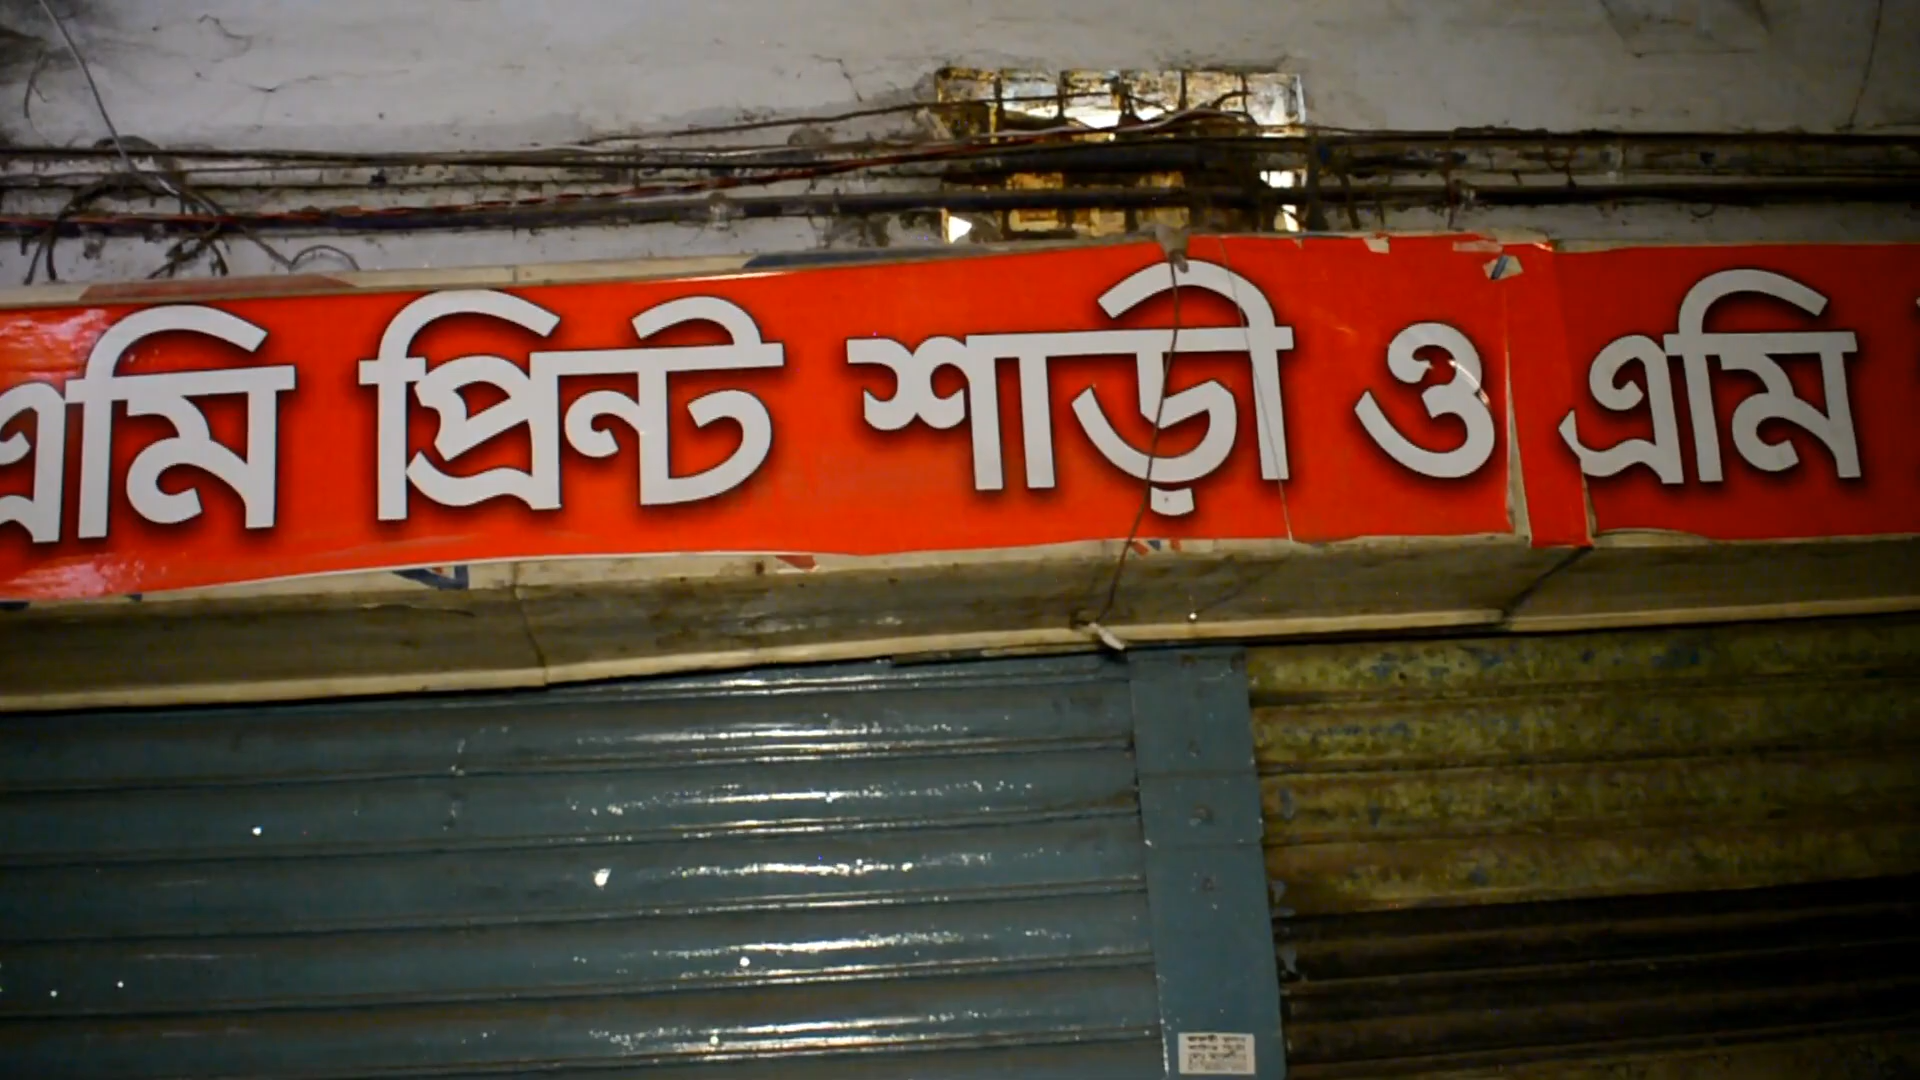 এমি প্রিন্ট শাড়ী ও এমি